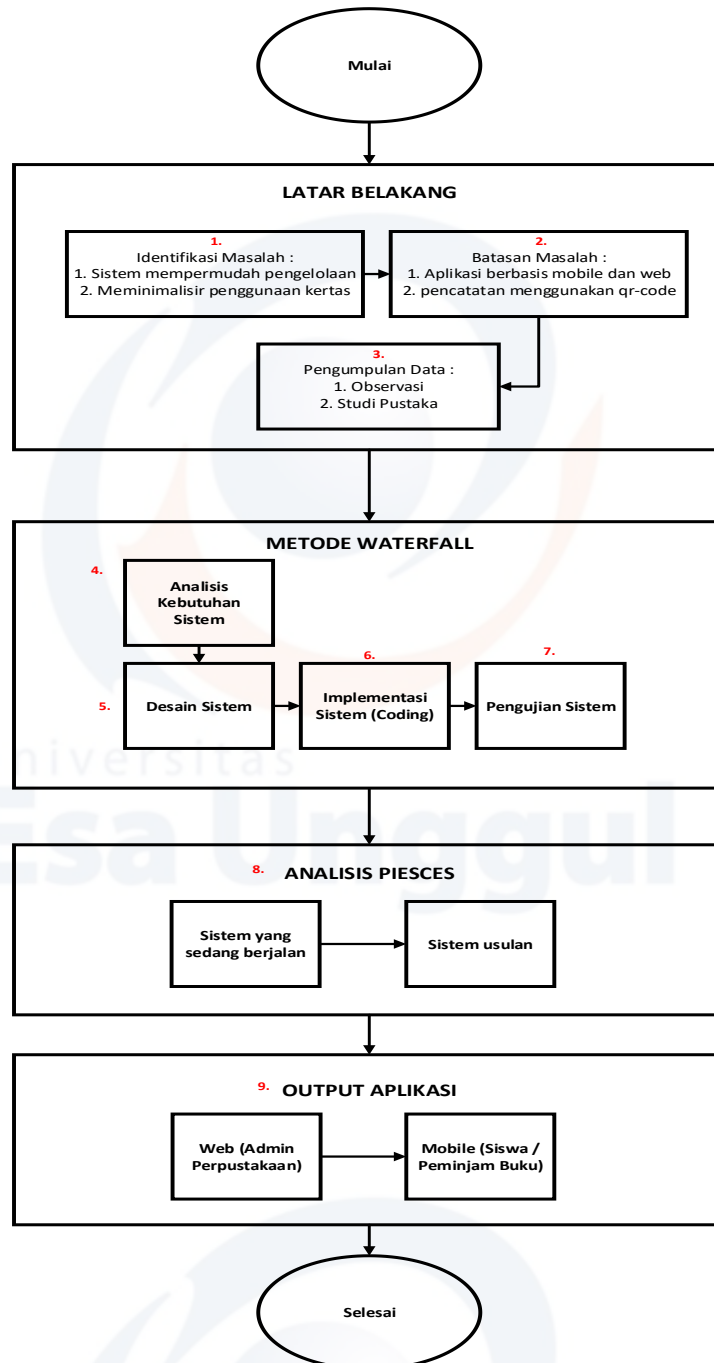 Mulai
LATAR BELAKANG
1.
Identifikasi Masalah :
1. Sistem mempermudah pengelolaan
2. Meminimalisir penggunaan kertas
2.
Batasan Masalah :
1. Aplikasi berbasis mobile dan web
2. pencatatan menggunakan qr-code
3.
Pengumpulan Data :
1. Observasi
2. Studi Pustaka
METODE WATERFALL
4.
Analisis
Kebutuhan
Sistem
5.
Desain Sistem
6.
Implementasi
Sistem (Coding)
7.
Pengujian Sistem
niversitas
Esa Unggul
8. ANALISIS PIESCES
Sistem yang
sedang berjalan
Sistem usulan
9. OUTPUT APLIKASI
Web (Admin
Perpustakaan)
Mobile (Siswa /
Peminjam Buku)
Selesai